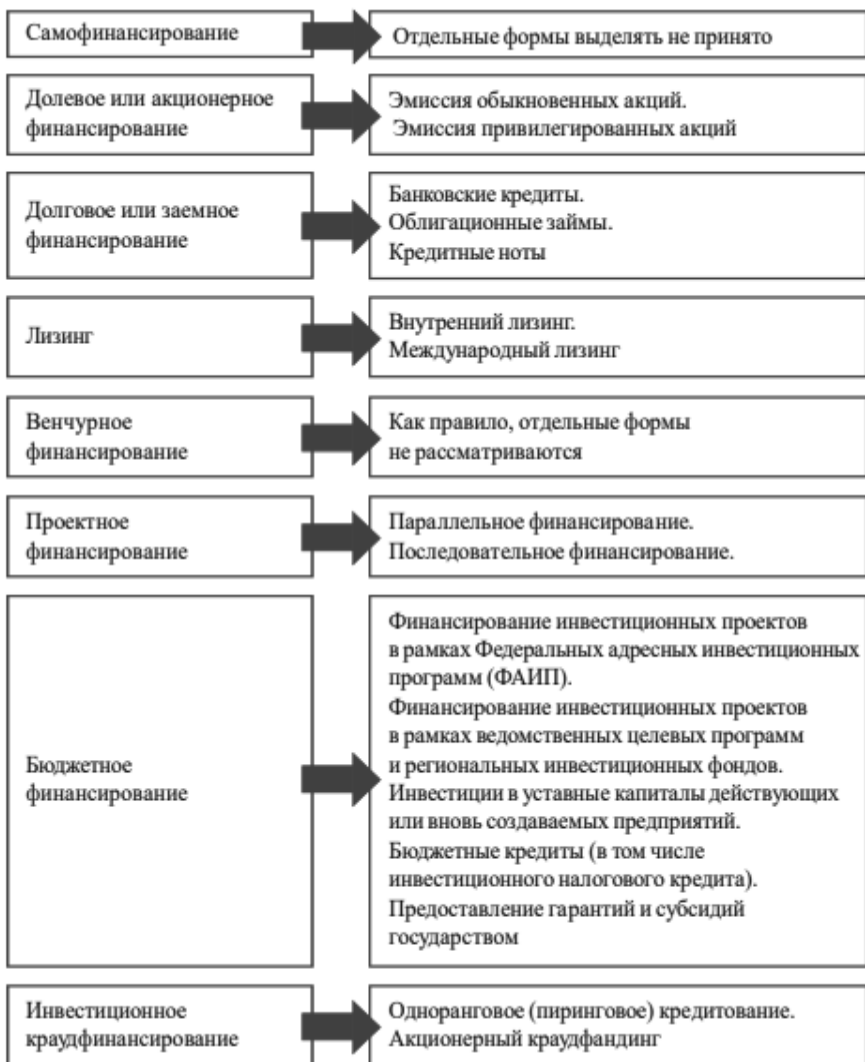 Самофинансирование
Отдельные формы выделять не принято
Долевое или акционерное
финансирование
Эмиссия обыкновенных акций.
Эмиссия привилегированных акций
Долговое или заемное
финансирование
Банковские кредиты.
Облигационные займы.
Кредитные ноты
Лизинг
Внутренний лизинг.
Международный лизинг
Венчурное
финансирование
Как правило, отдельные формы
не рассматриваются
Проектное
финансирование
Параллельное финансирование.
Последовательное финансирование.
Бюджетное
финансирование
Финансирование инвестиционных проектов
в рамках Федеральных адресных инвестиционных
программ (ФАИП).
Финансирование инвестиционных проектов
в рамках ведомственных целевых программ
и региональных инвестиционных фондов.
Инвестиции в уставные капиталы действующих
или вновь создаваемых предприятий.
Бюджетные кредиты (в том числе
инвестиционного налогового кредита).
Предоставление гарантий и субсидий
государством
Инвестиционное
краудфинансирование
Одноранговое (пирингового) кредитование.
Акционерный краудфандинг